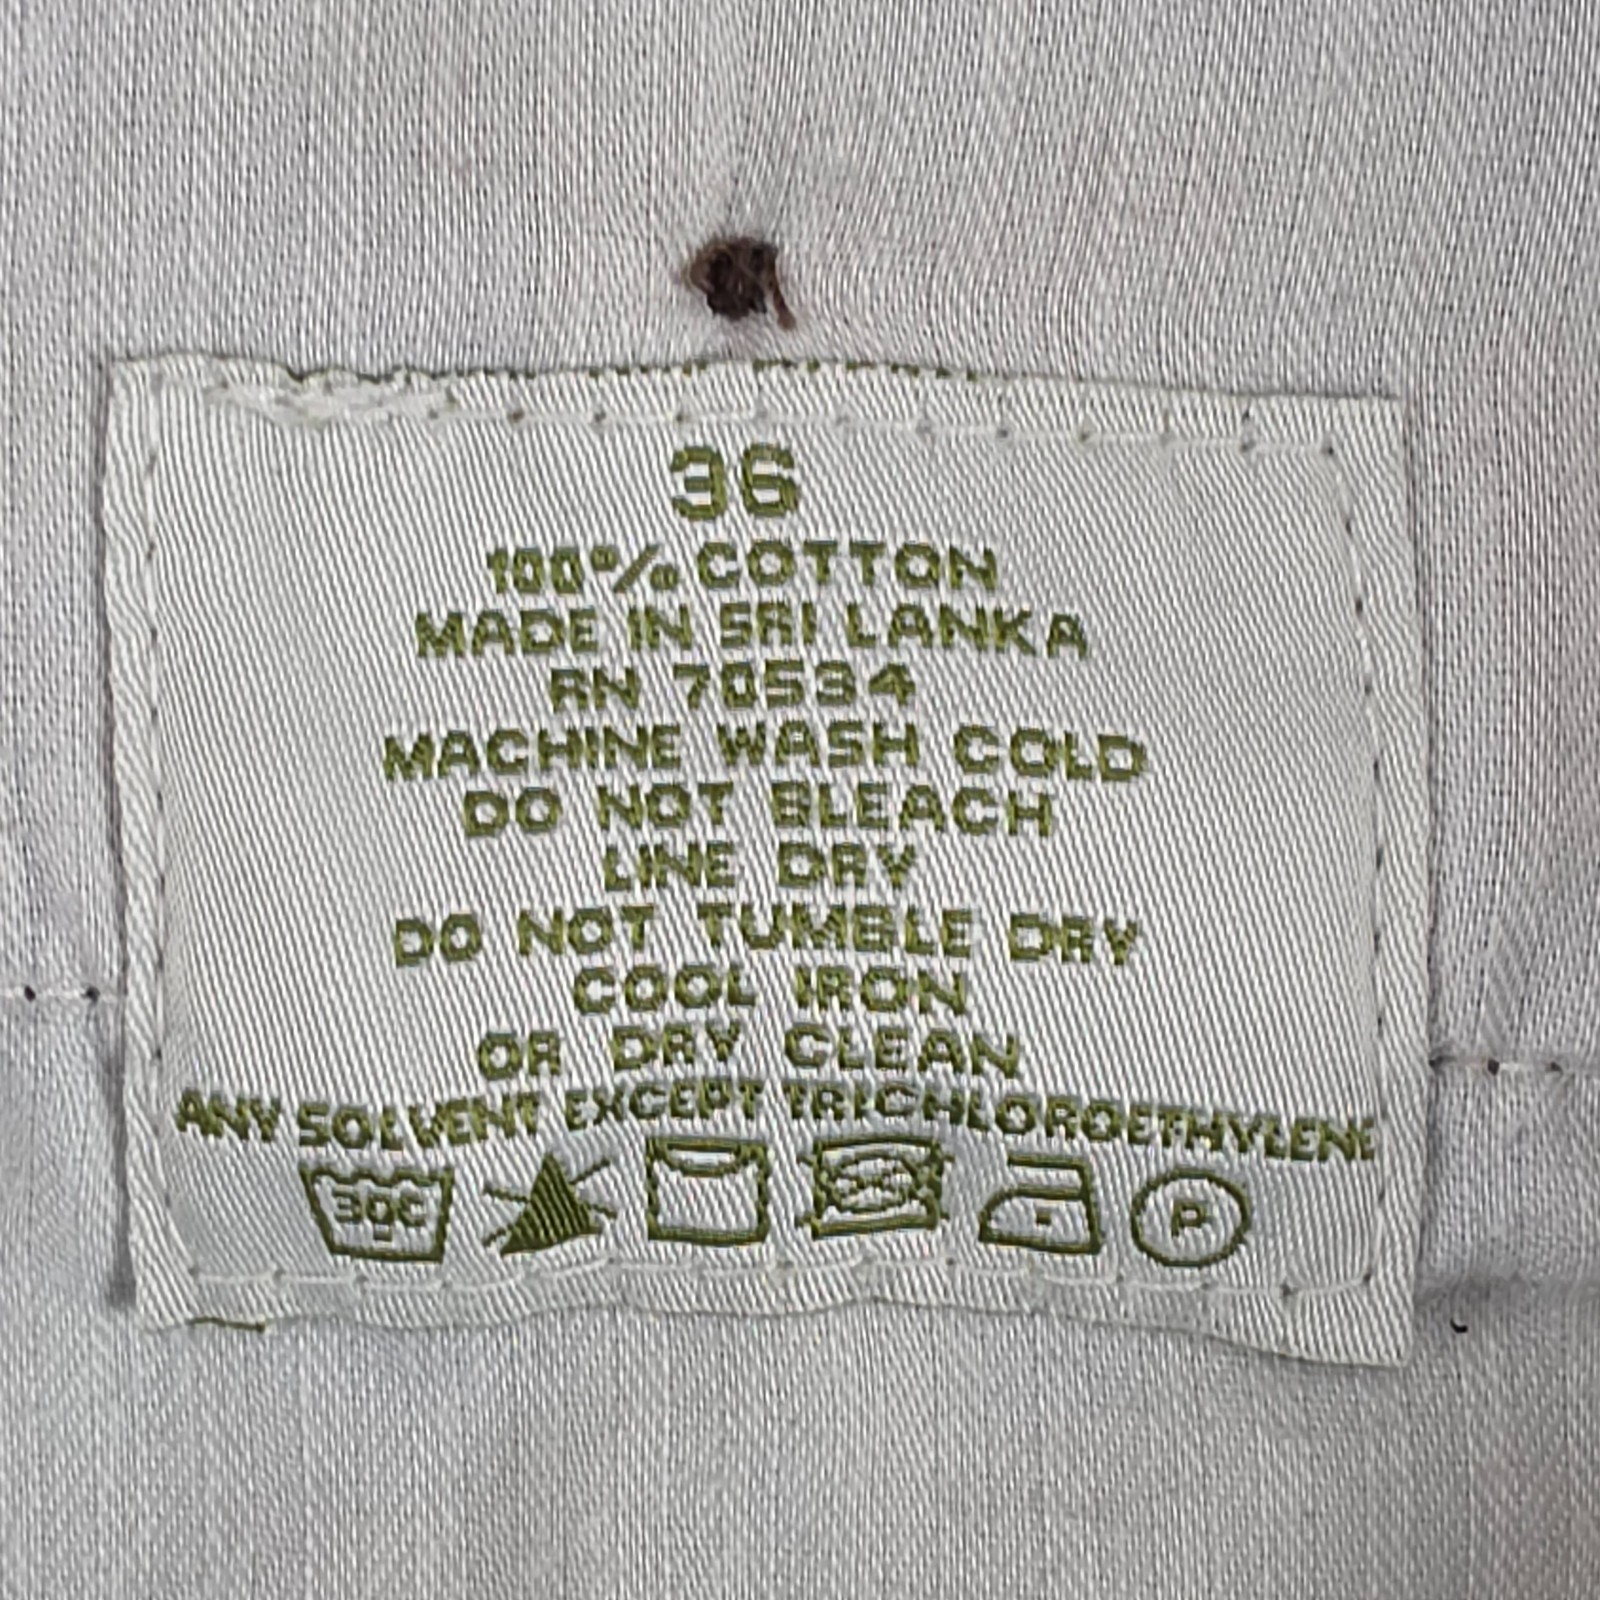 36
100% COTTON
MADE IN SRI LANKA
RN 70534
MACHINE WASH COLD
DO NOT BLEACH
LINE DRY
DO NOT TUMBLE DRY
COOL IRON
OR DRY CLEAN
ANY SOLVENT EXCEPT TRICHLOROETHYLENE
30C P